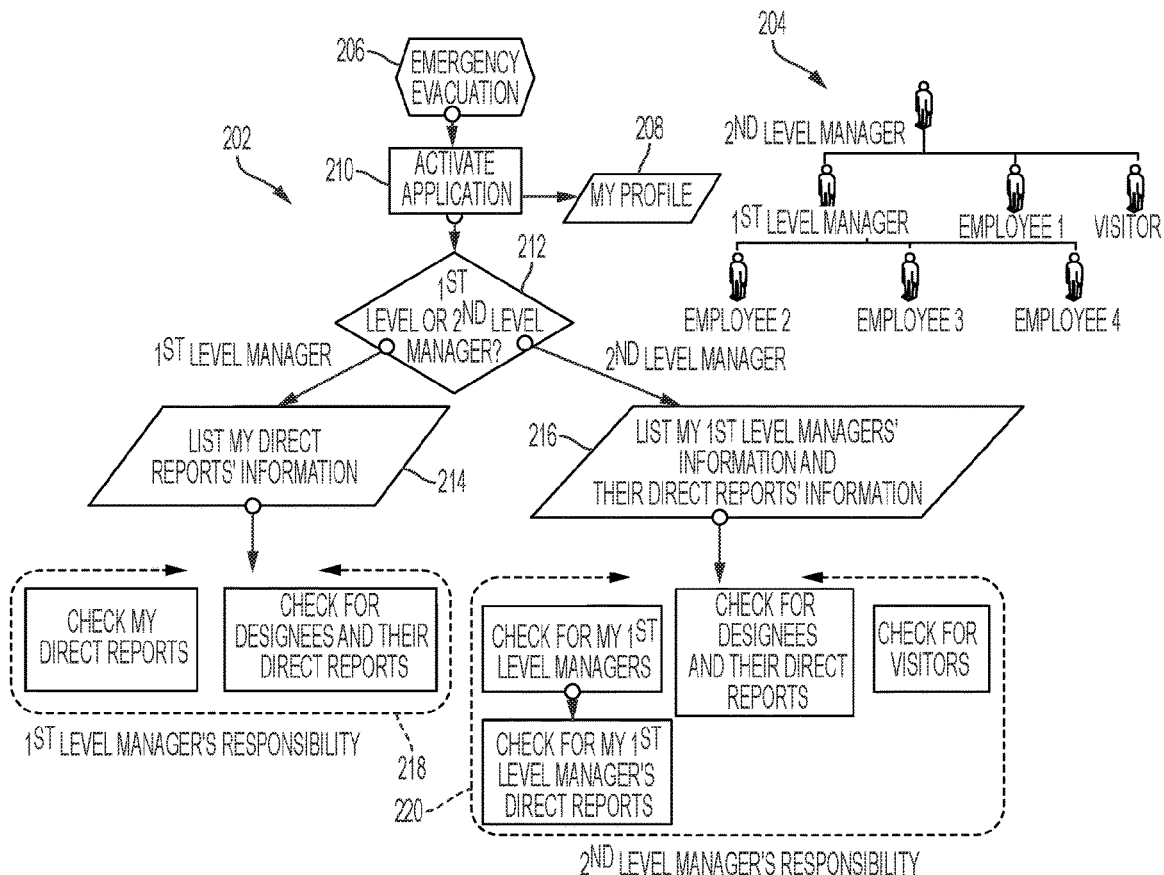 206
EMERGENCY
EVACUATION
204
202
210
ACTIVATE
APPLICATION
208
MY PROFILE
2ND LEVEL MANAGER
1ST LEVEL MANAGER
EMPLOYEE 1
VISITOR
EMPLOYEE 2
EMPLOYEE 3
EMPLOYEE 4
212
1ST
LEVEL OR 2ND LEVEL
MANAGER?
1ST LEVEL MANAGER
2ND LEVEL MANAGER
LIST MY DIRECT
REPORTS' INFORMATION
214
216
LIST MY 1ST LEVEL MANAGERS'
INFORMATION AND
THEIR DIRECT REPORTS' INFORMATION
CHECK MY
DIRECT REPORTS
CHECK FOR
DESIGNEES AND THEIR
DIRECT REPORTS
1ST LEVEL MANAGER'S RESPONSIBILITY
218
CHECK FOR MY 1ST
LEVEL MANAGERS
CHECK FOR
DESIGNEES
AND THEIR DIRECT
REPORTS
CHECK FOR
VISITORS
CHECK FOR MY 1ST
LEVEL MANAGER'S
DIRECT REPORTS
220
2ND LEVEL MANAGER'S RESPONSIBILITY